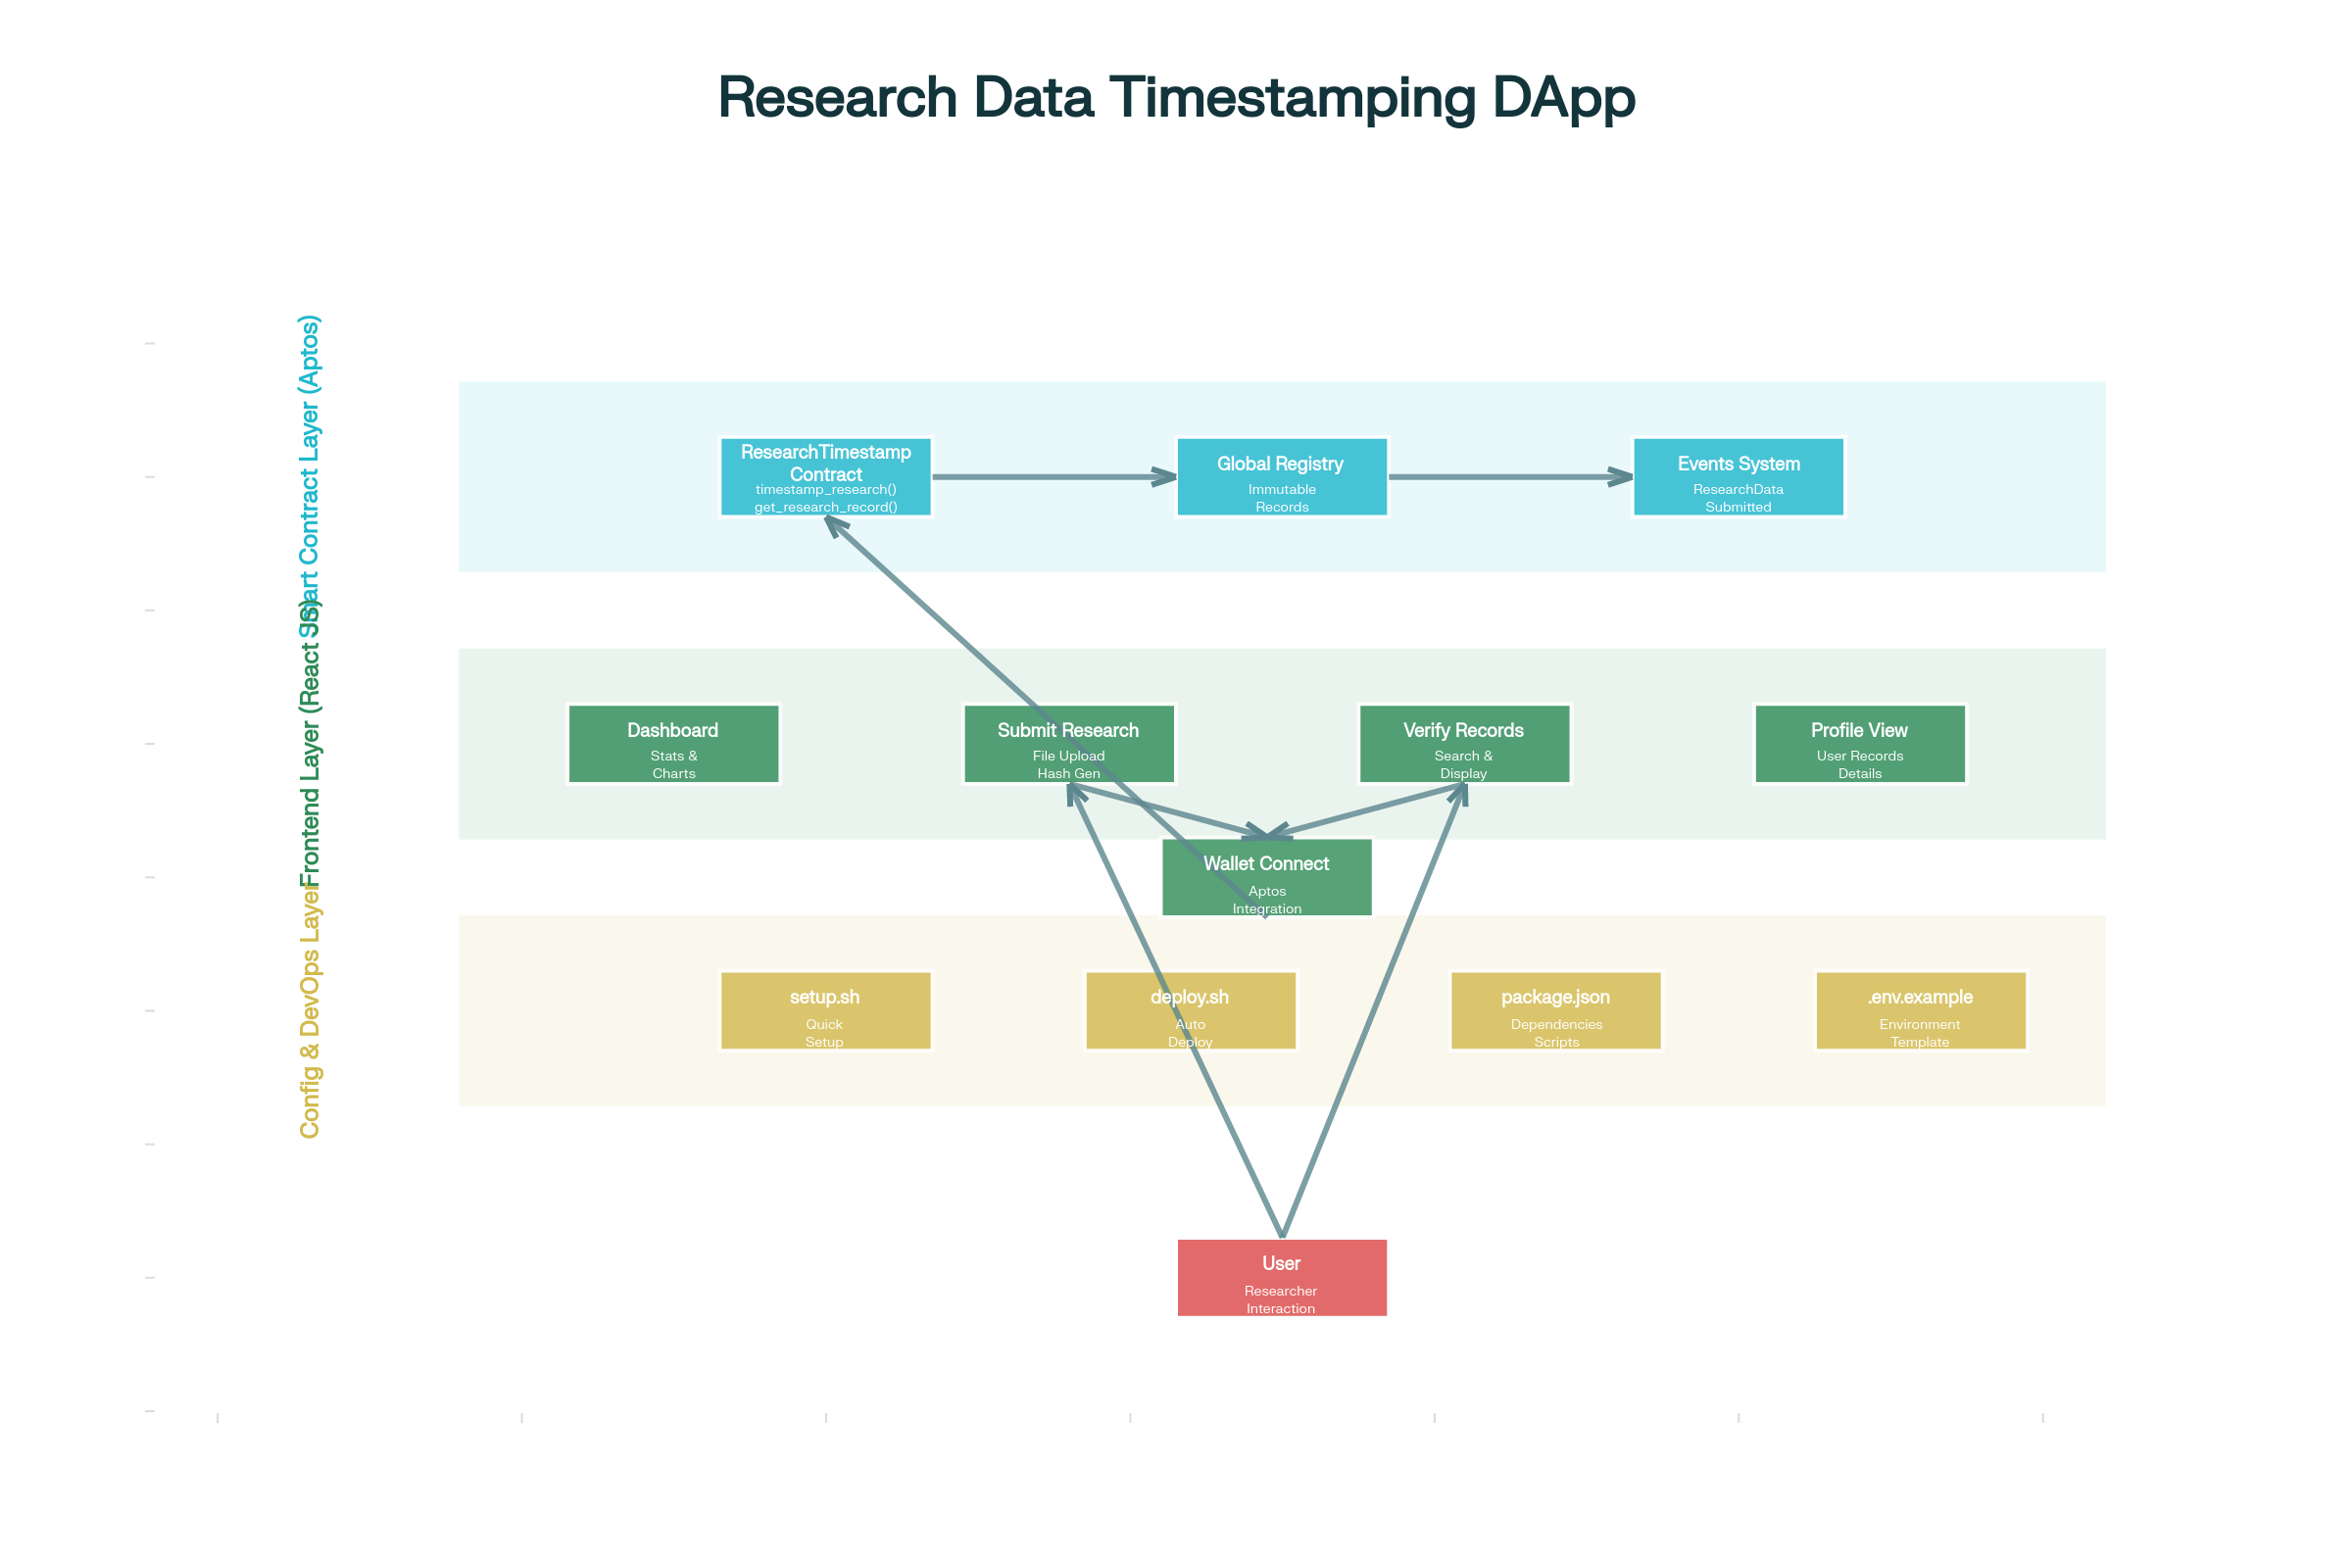 Research Data Timestamping DApp
Smart Contract Layer (Aptos)
ResearchTimestamp
Contract
timestamp_research()
get_research_record()
Global Registry
Immutable
Records
Events System
ResearchData
Submitted
Frontend Layer (React JS)
Dashboard
Stats &
Charts
Submit Research
File Upload
Hash Gen
Verify Records
Search &
Display
Profile View
User Records
Details
Wallet Connect
Aptos
Integration
Config & DevOps Layer
setup.sh
Quick
Setup
deploy.sh
Auto
Deploy
package.json
Dependencies
Scripts
.env.example
Environment
Template
User
Researcher
Interaction